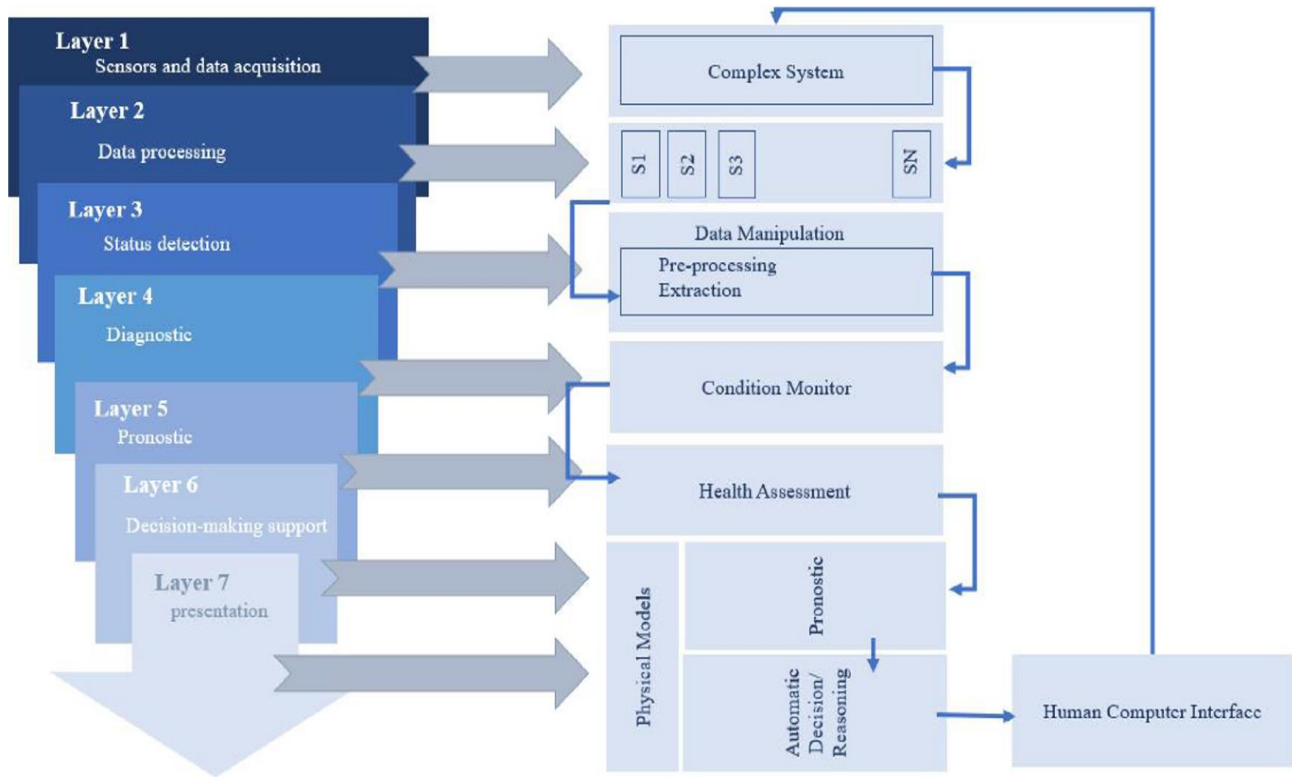 Layer 1
Sensors and data acquisition
Layer 2
Data processing
Layer 3
Status detection
Layer 4
Diagnostic
Layer 5
Pronostic
Layer 6
Decision-making support
Layer 7
presentation
Complex System
S1
S2
S3
SN
Data Manipulation
Pre-processing
Extraction
Condition Monitor
Health Assessment
Physical Models
Pronostic
Automatic
Decision/
Reasoning
Human Computer Interface